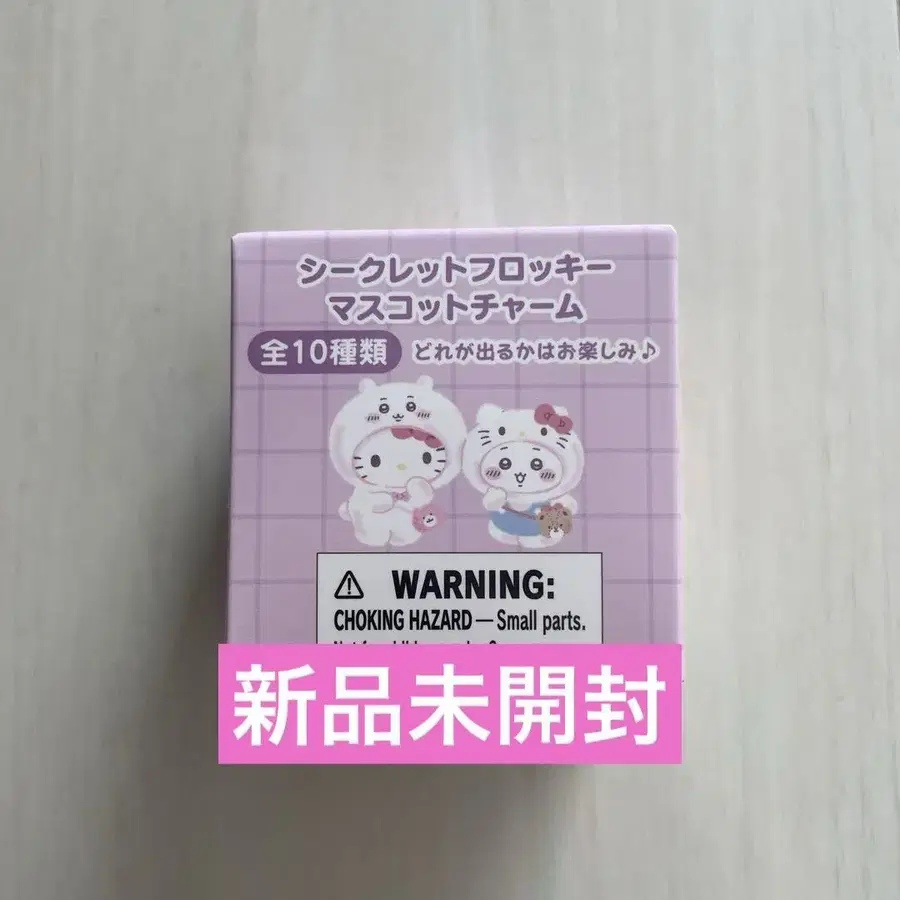 シークレットフロッキー
マスコットチャーム
全10種類 どれが出るかはお楽しみ♪
WARNING:
CHOKING HAZARD — Small parts.
新品未開封